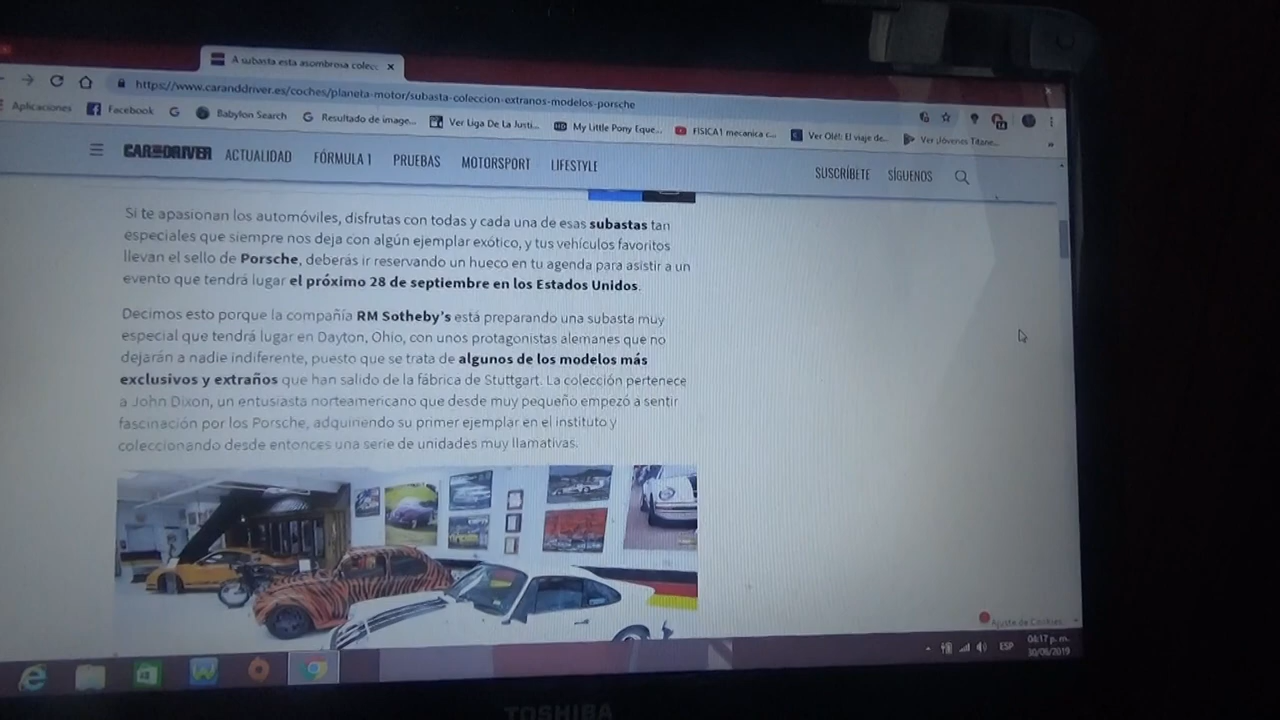 A subasta esta asombrosa colecc
https://www.caranddriver.es/coches/planeta-motor/subasta-coleccion-extranos-modelos-porsche
Aplicaciones Facebook Babylon Search Resultado de image... Ver Liga De La Justi... My Little Pony Eque... FISICA1 mecanica c... Ver Olé!: El viaje de... Ver Jóvenes Titane...
CAR AND DRIVER ACTUALIDAD FÓRMULA 1 PRUEBAS MOTORSPORT LIFESTYLE SUSCRÍBETE SÍGUENOS
Si te apasionan los automóviles, disfrutas con todas y cada una de esas subastas tan
especiales que siempre nos deja con algún ejemplar exótico, y tus vehículos favoritos
llevan el sello de Porsche, deberás ir reservando un hueco en tu agenda para asistir a un
evento que tendrá lugar el próximo 28 de septiembre en los Estados Unidos.
Decimos esto porque la compañía RM Sotheby's está preparando una subasta muy
especial que tendrá lugar en Dayton, Ohio, con unos protagonistas alemanes que no
dejarán a nadie indiferente, puesto que se trata de algunos de los modelos más
exclusivos y extraños que han salido de la fábrica de Stuttgart. La colección pertenece
a John Dixon, un entusiasta norteamericano que desde muy pequeño empezó a sentir
fascinación por los Porsche, adquiriendo su primer ejemplar en el instituto y
coleccionando desde entonces una serie de unidades muy llamativas.
Ajuste de Cookies
ESP
04:17 p. m.
30/06/2019
TOSHIBA